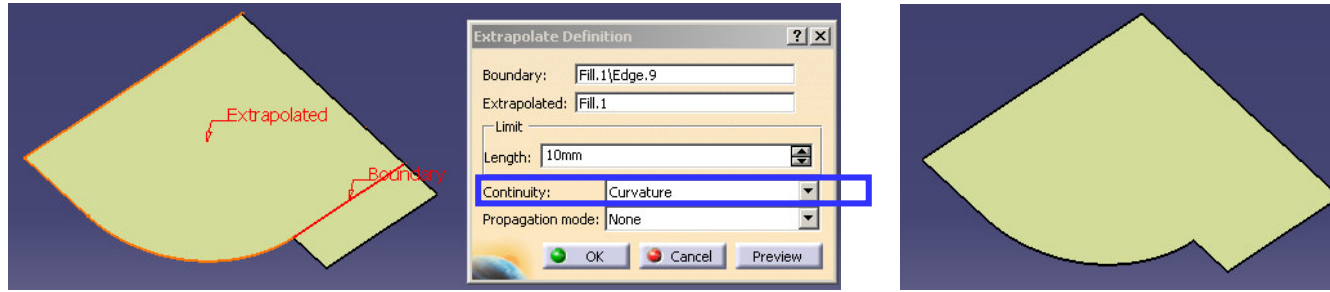 Extrapolated
Boundary
Extrapolate Definition ? X
Boundary: Fill.1\Edge.9
Extrapolated: Fill.1
Limit
Length: 10mm
Continuity: Curvature
Propagation mode: None
OK Cancel Preview